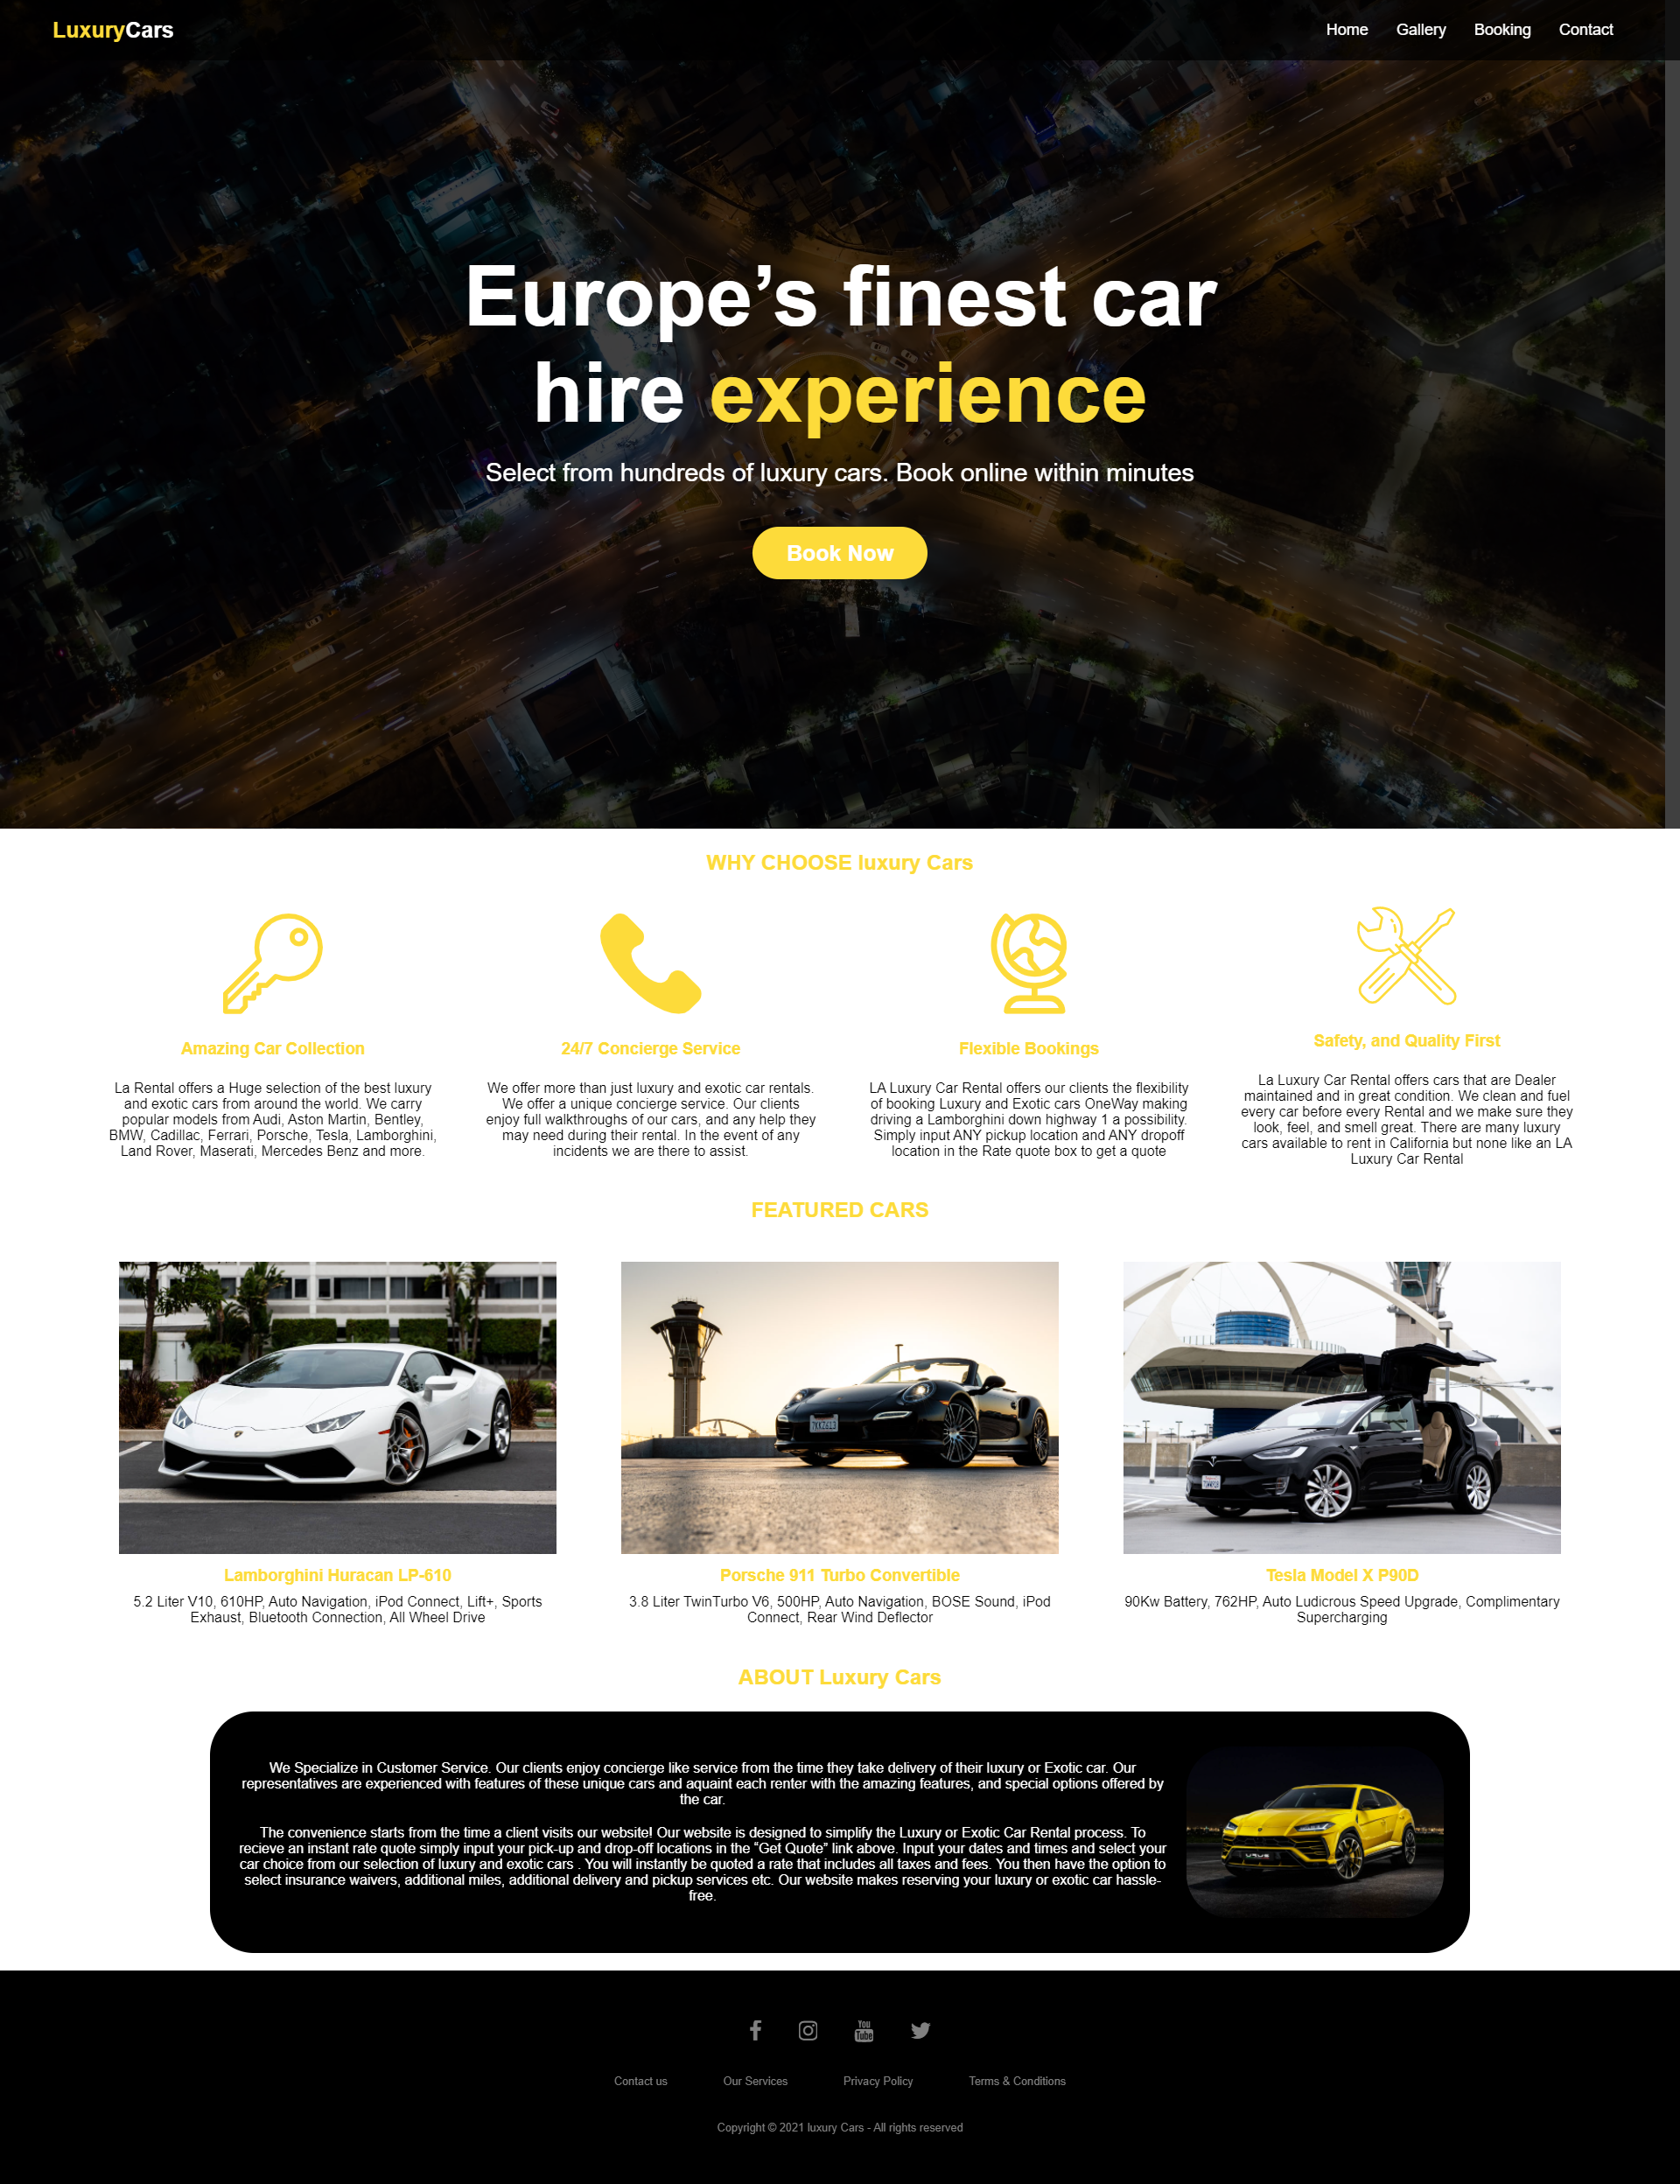 LuxuryCars
Home Gallery Booking Contact
Europe’s finest car
hire experience
Select from hundreds of luxury cars. Book online within minutes
Book Now
WHY CHOOSE luxury Cars
Amazing Car Collection
La Rental offers a Huge selection of the best luxury
and exotic cars from around the world. We carry
popular models from Audi, Aston Martin, Bentley,
BMW, Cadillac, Ferrari, Porsche, Tesla, Lamborghini,
Land Rover, Maserati, Mercedes Benz and more.
24/7 Concierge Service
We offer more than just luxury and exotic car rentals.
We offer a unique concierge service. Our clients
enjoy full walkthroughs of our cars, and any help they
may need during their rental. In the event of any
incidents we are there to assist.
Flexible Bookings
LA Luxury Car Rental offers our clients the flexibility
of booking Luxury and Exotic cars OneWay making
driving a Lamborghini down highway 1 a possibility.
Simply input ANY pickup location and ANY dropoff
location in the Rate quote box to get a quote
Safety, and Quality First
La Luxury Car Rental offers cars that are Dealer
maintained and in great condition. We clean and fuel
every car before every Rental and we make sure they
look, feel, and smell great. There are many luxury
cars available to rent in California but none like an LA
Luxury Car Rental
FEATURED CARS
Lamborghini Huracan LP-610
5.2 Liter V10, 610HP, Auto Navigation, iPod Connect, Lift+, Sports
Exhaust, Bluetooth Connection, All Wheel Drive
Porsche 911 Turbo Convertible
3.8 Liter TwinTurbo V6, 500HP, Auto Navigation, BOSE Sound, iPod
Connect, Rear Wind Deflector
Tesla Model X P90D
90Kw Battery, 762HP, Auto Ludicrous Speed Upgrade, Complimentary
Supercharging
ABOUT Luxury Cars
We Specialize in Customer Service. Our clients enjoy concierge like service from the time they take delivery of their luxury or Exotic car. Our
representatives are experienced with features of these unique cars and aquaint each renter with the amazing features, and special options offered by
the car.
The convenience starts from the time a client visits our website! Our website is designed to simplify the Luxury or Exotic Car Rental process. To
recieve an instant rate quote simply input your pick-up and drop-off locations in the “Get Quote” link above. Input your dates and times and select your
car choice from our selection of luxury and exotic cars . You will instantly be quoted a rate that includes all taxes and fees. You then have the option to
select insurance waivers, additional miles, additional delivery and pickup services etc. Our website makes reserving your luxury or exotic car hassle-
free.
You
Tube
Contact us Our Services Privacy Policy Terms & Conditions
Copyright © 2021 luxury Cars - All rights reserved